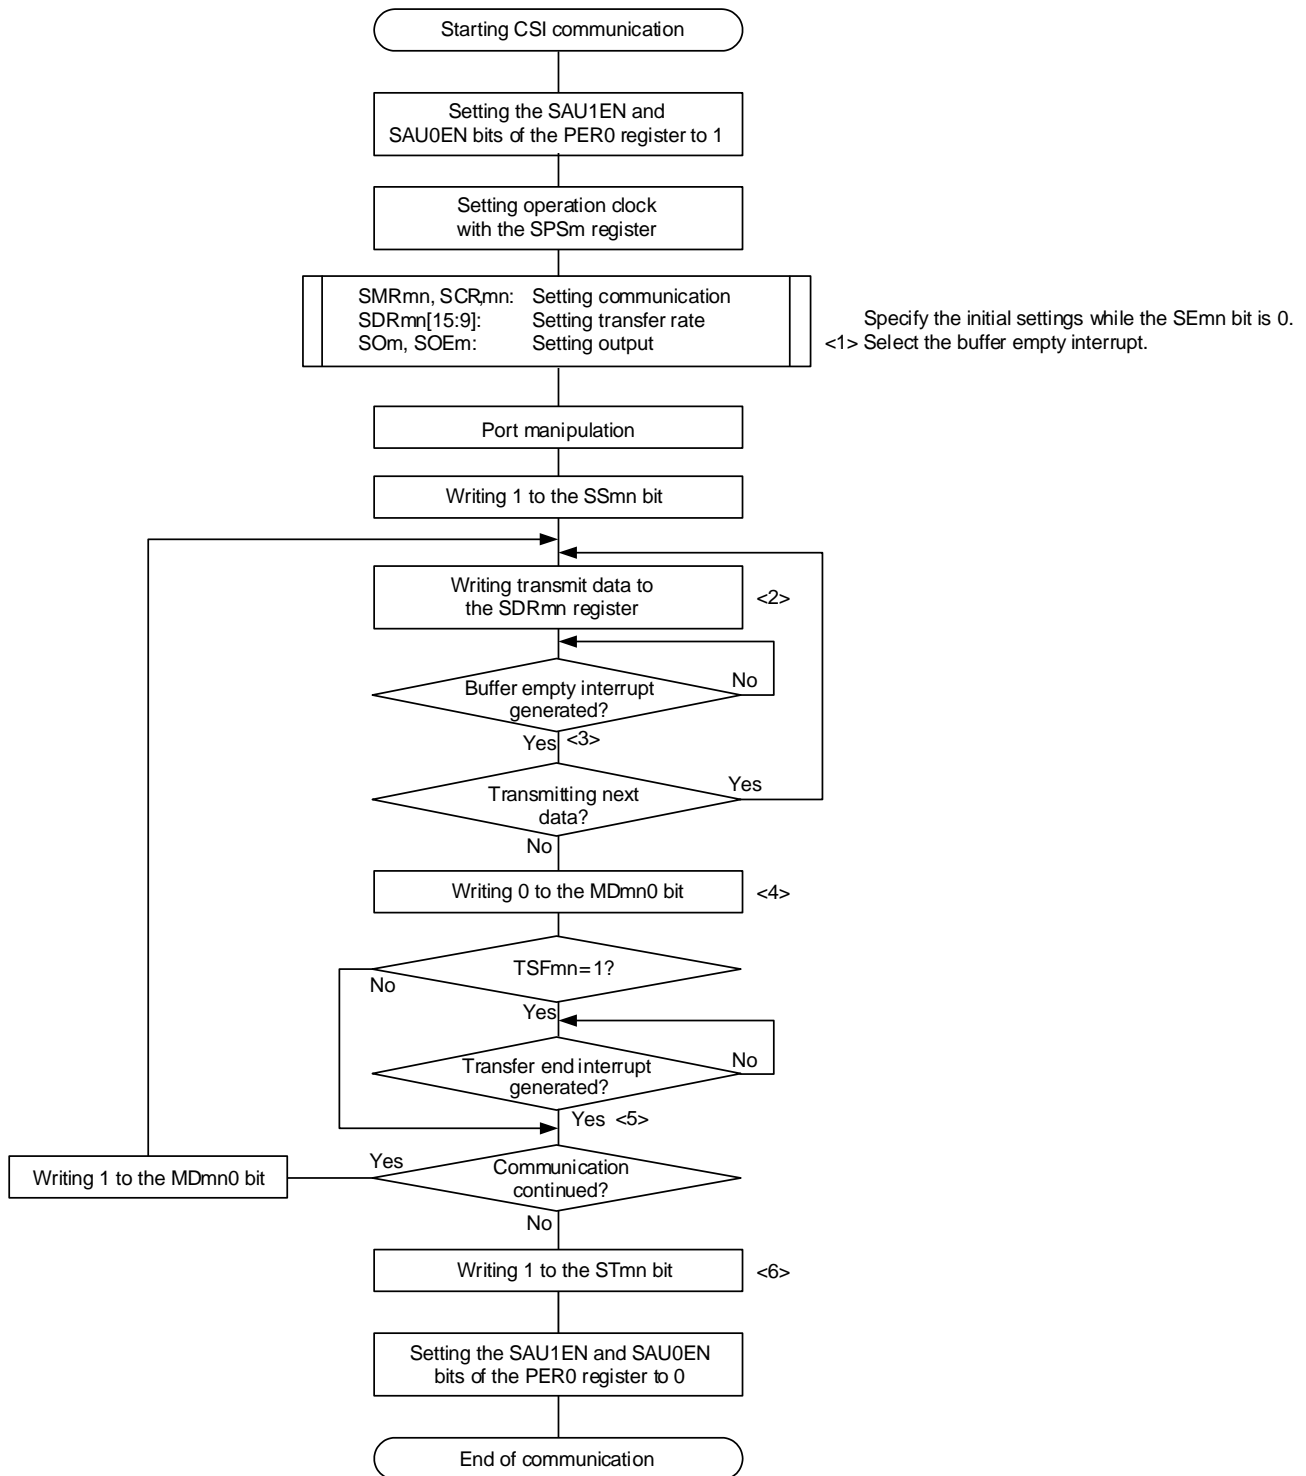 Starting CSI communication
Setting the SAU1EN and
SAU0EN bits of the PER0 register to 1
Setting operation clock
with the SPSm register
SMRmn, SCR,mn: Setting communication
SDRmn[15:9]: Setting transfer rate
SOm, SOEm: Setting output
Specify the initial settings while the SEmn bit is 0.
<1> Select the buffer empty interrupt.
Port manipulation
Writing 1 to the SSmn bit
Writing transmit data to
the SDRmn register
<2>
Buffer empty interrupt
generated?
No
Yes <3>
Transmitting next
data?
Yes
No
Writing 0 to the MDmn0 bit
<4>
TSFmn=1?
No
Yes
Transfer end interrupt
generated?
No
Yes <5>
Writing 1 to the MDmn0 bit
Yes
Communication
continued?
No
Writing 1 to the STmn bit
<6>
Setting the SAU1EN and SAU0EN
bits of the PER0 register to 0
End of communication